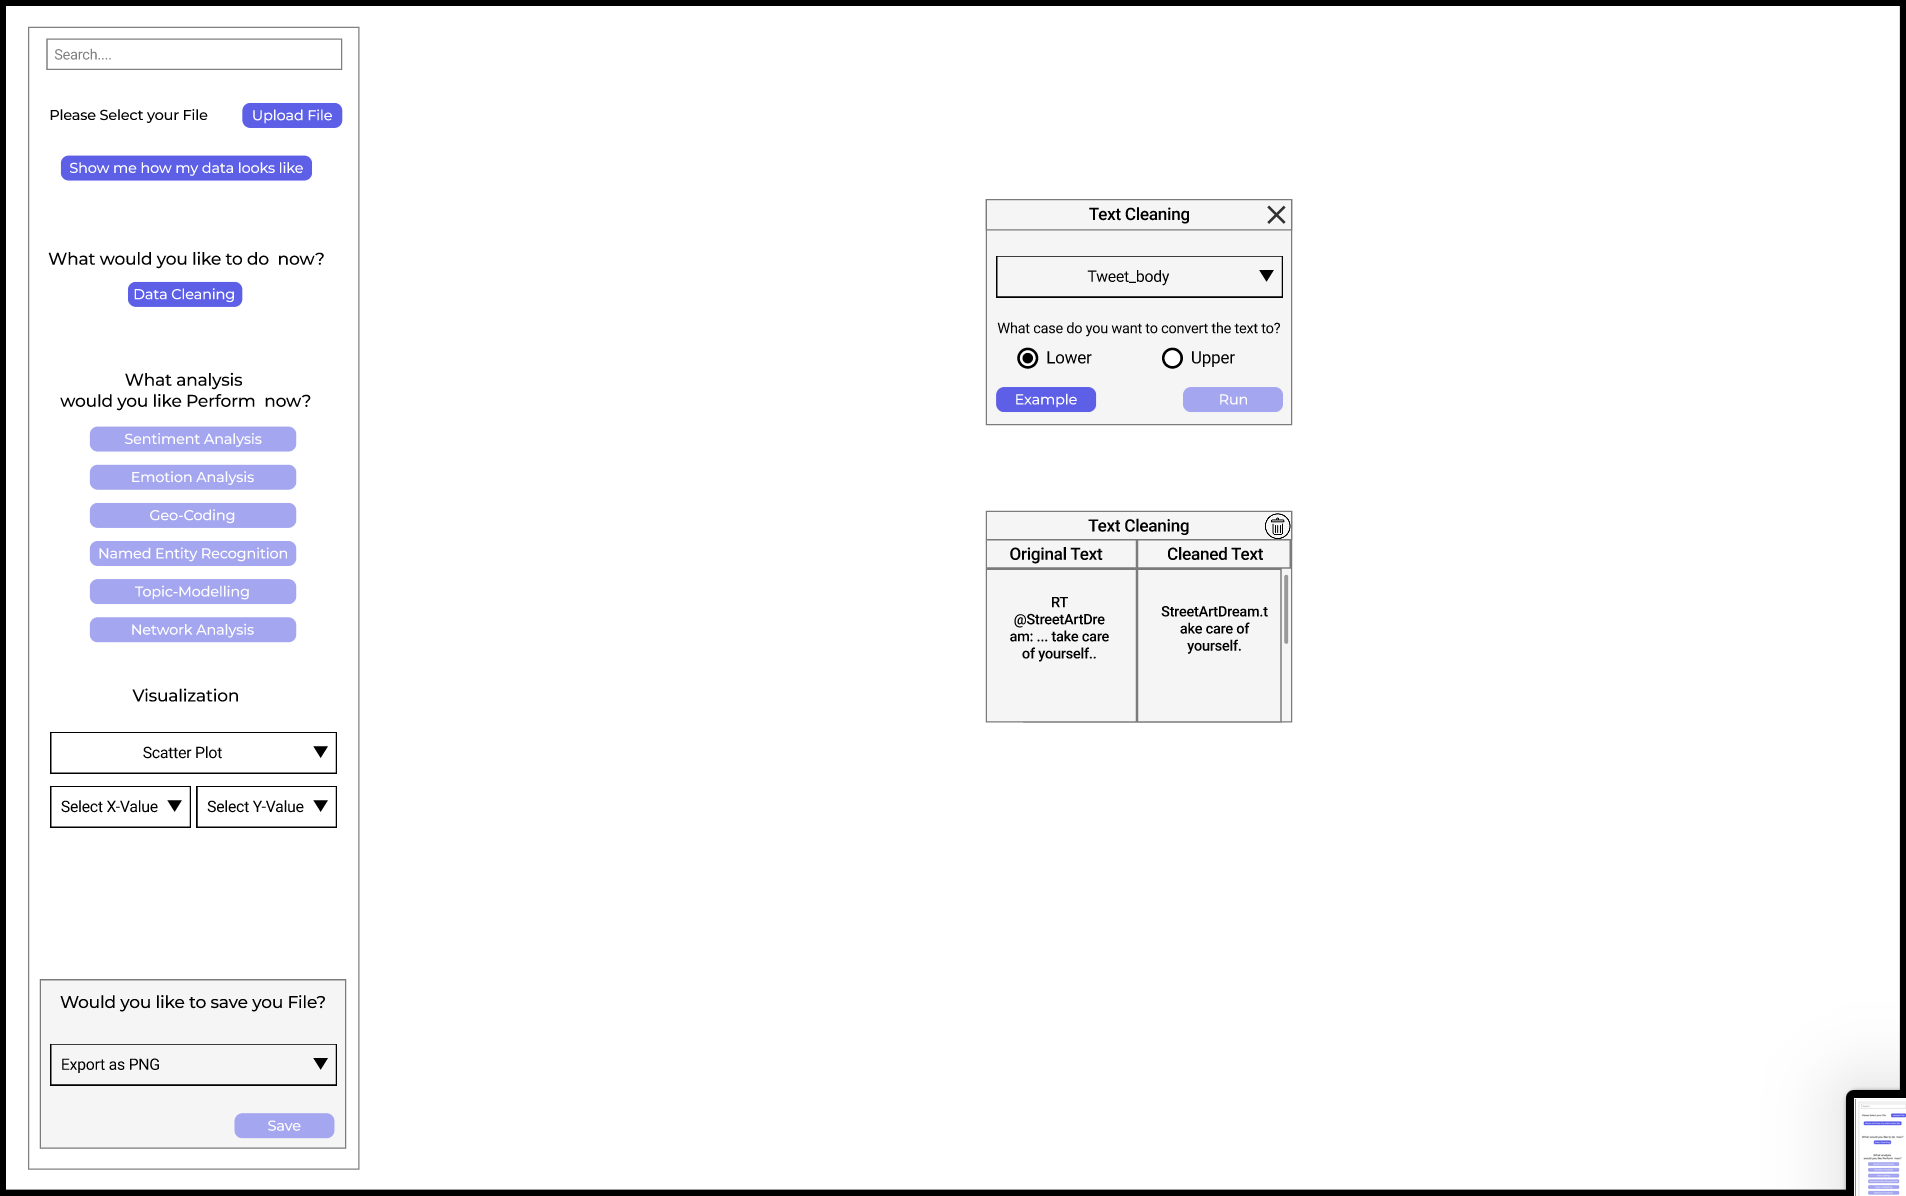 Search....
Please Select your File
Upload File
Show me how my data looks like
What would you like to do  now?
Data Cleaning
What analysis
would you like Perform  now?
Sentiment Analysis
Emotion Analysis
Geo-Coding
Named Entity Recognition
Topic-Modelling
Network Analysis
Visualization
Scatter Plot
Select X-Value
Select Y-Value
Would you like to save you File?
Export as PNG
Save
Text Cleaning
Tweet_body
What case do you want to convert the text to?
Lower
Upper
Example
Run
Text Cleaning
Original Text
Cleaned Text
RT
@StreetArtDre
am: ... take care
of yourself..
StreetArtDream.t
ake care of
yourself.